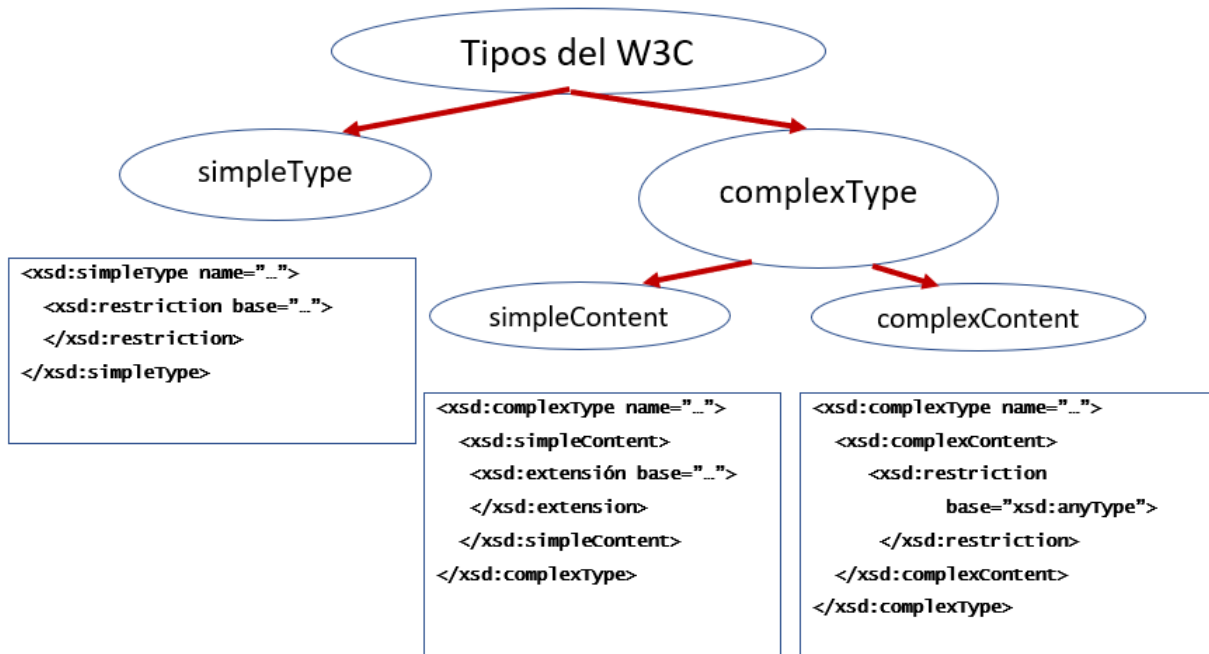 Tipos del W3C
simpleType
complexType
<xsd:simpleType name=”…”>
<xsd:restriction base=”…”>
</xsd:restriction>
</xsd:simpleType>
simpleContent
complexContent
<xsd:complexType name=”…”>
<xsd:simpleContent>
<xsd:extensión base=”…”>
</xsd:extension>
</xsd:simpleContent>
</xsd:complexType>
<xsd:complexType name=”…”>
<xsd:complexContent>
<xsd:restriction
base=”xsd:anyType”>
</xsd:restriction>
</xsd:complexContent>
</xsd:complexType>